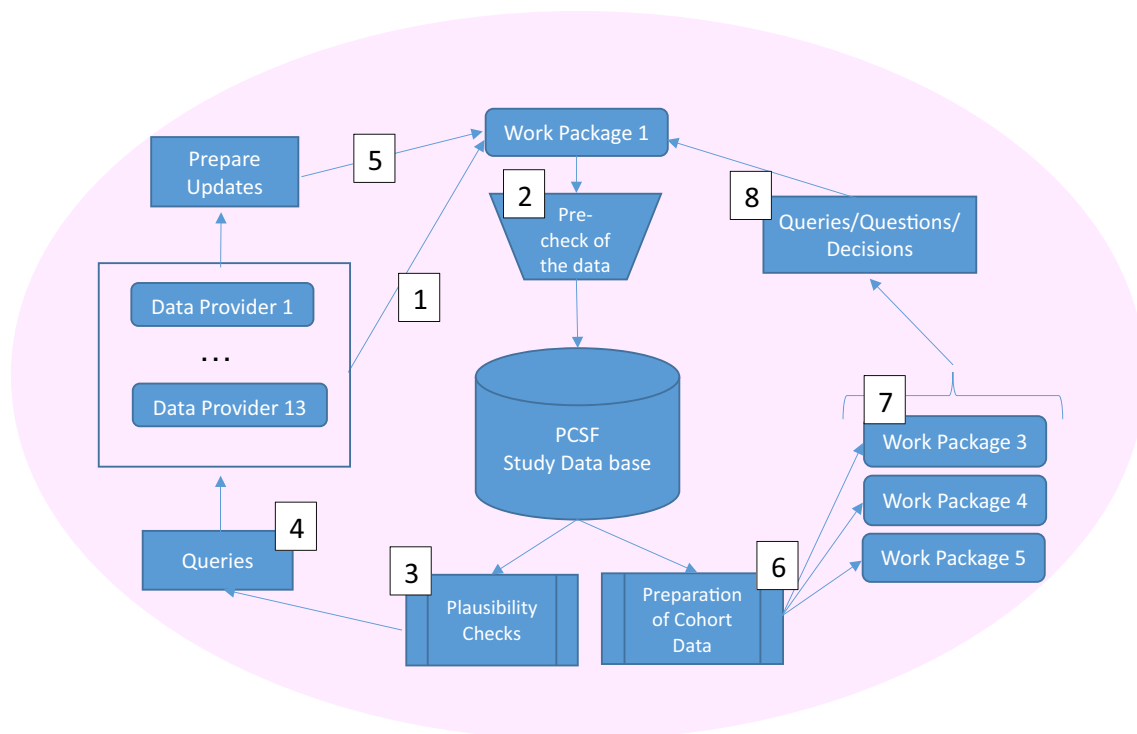 Work Package 1
5
Prepare
Updates
2
8
Pre-
check of
the data
Queries/Questions/
Decisions
1
Data Provider 1
...
Data Provider 13
7
PCSF
Study Data base
Work Package 3
Work Package 4
Work Package 5
4
Queries
3
6
Plausibility
Checks
Preparation
of Cohort
Data